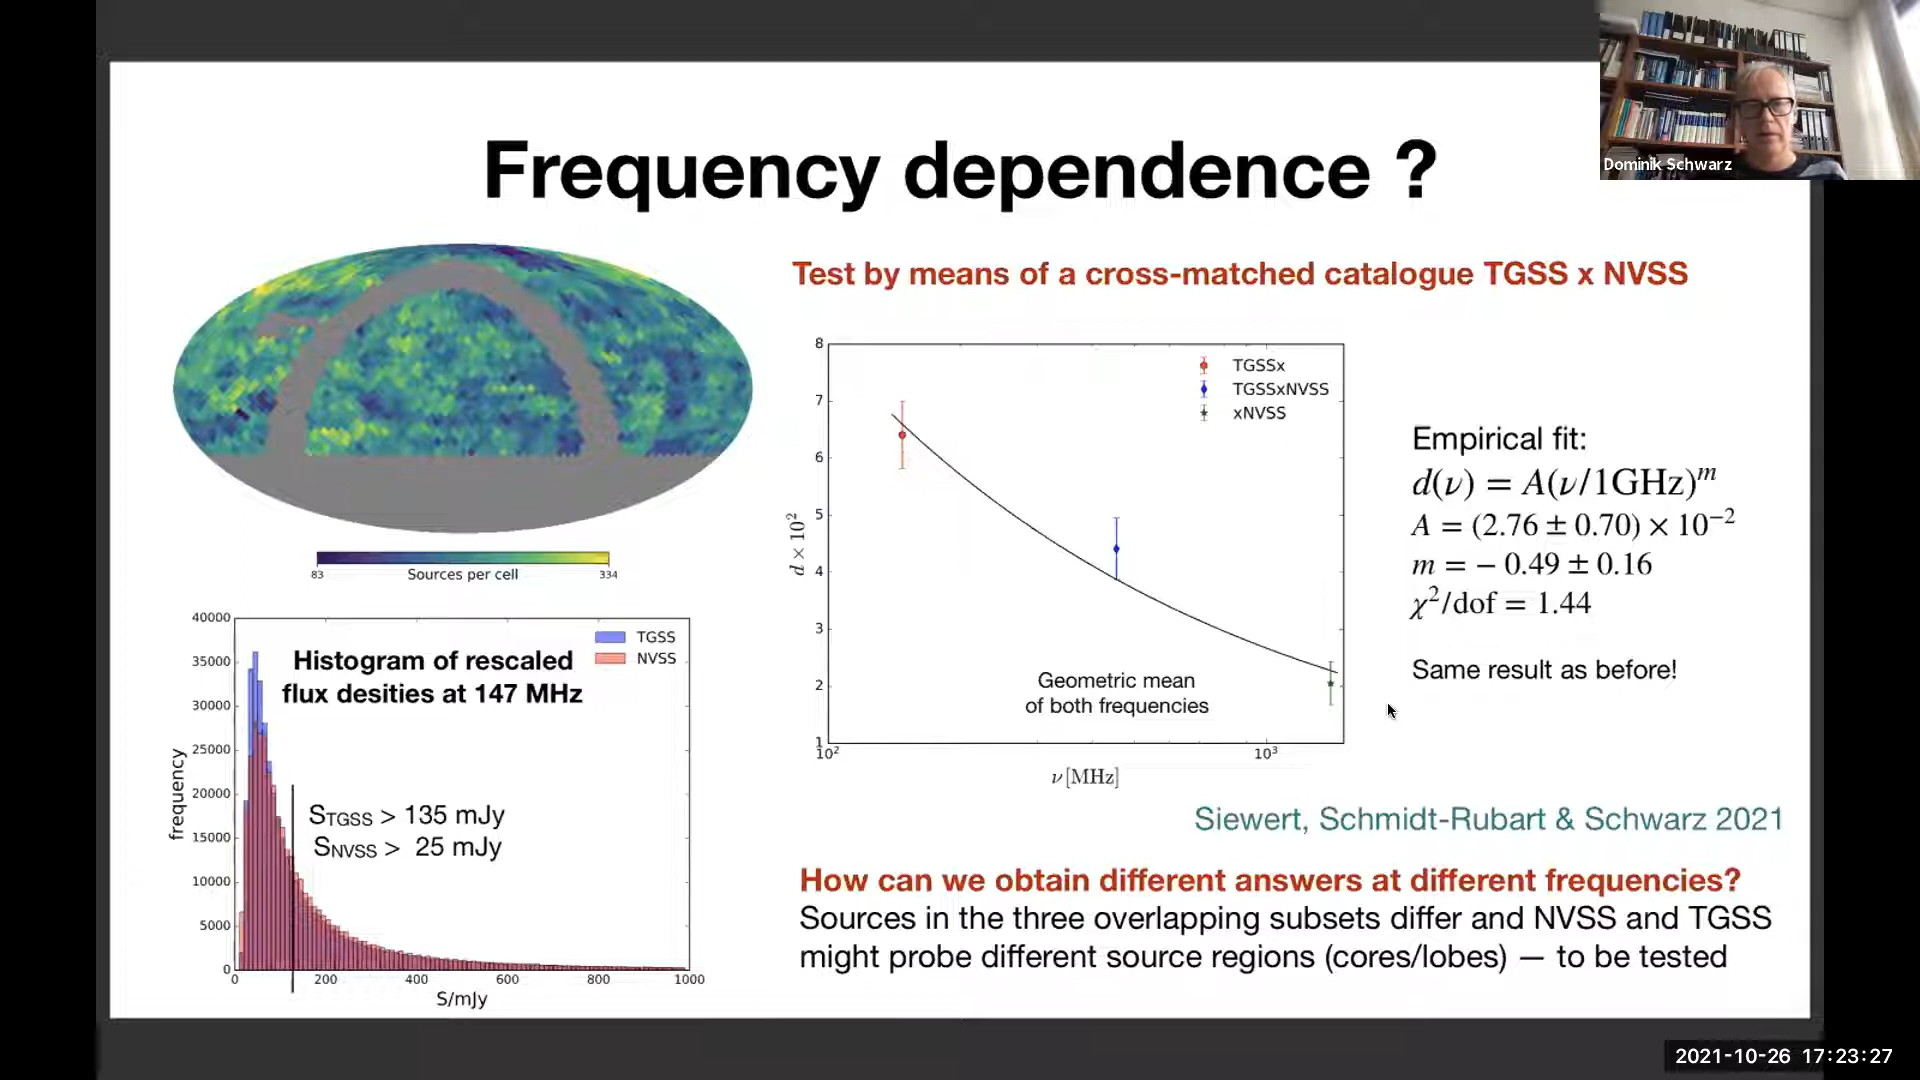 Dominik Schwarz
Frequency dependence ?
Test by means of a cross-matched catalogue TGSS x NVSS
83
Sources per cell
334
40000
35000
30000
25000
20000
15000
10000
5000
0
frequency
Histogram of rescaled
flux desities at 147 MHz
TGSS
NVSS
S_TGSS > 135 mJy
S_NVSS > 25 mJy
0 200 400 600 800 1000
S/mJy
8
7
6
5
4
3
2
1
d × 10²
TGSSx
TGSSxNVSS
xNVSS
Geometric mean
of both frequencies
10² 10³
ν [MHz]
Empirical fit:
d(ν) = A(ν/1GHz)^m
A = (2.76 ± 0.70) × 10⁻²
m = − 0.49 ± 0.16
χ²/dof = 1.44
Same result as before!
Siewert, Schmidt-Rubart & Schwarz 2021
How can we obtain different answers at different frequencies?
Sources in the three overlapping subsets differ and NVSS and TGSS
might probe different source regions (cores/lobes) — to be tested
2021-10-26 17:23:27